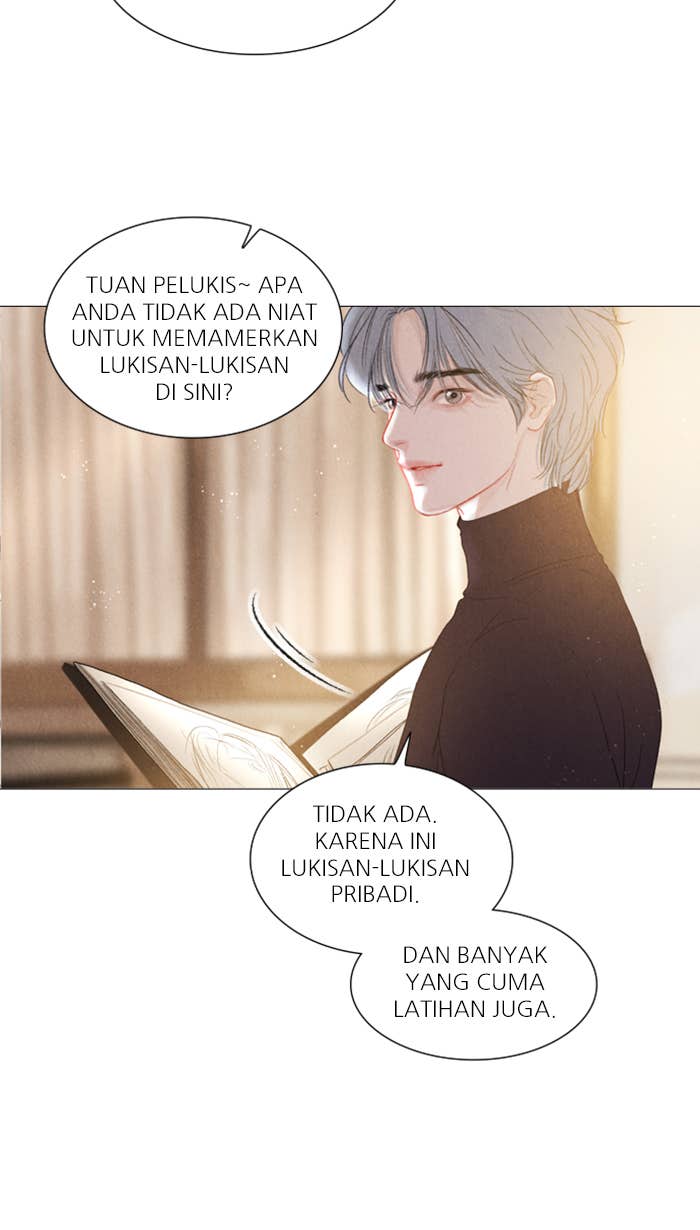 TUAN PELUKIS~ APA
ANDA TIDAK ADA NIAT
UNTUK MEMAMERKAN
LUKISAN-LUKISAN
DI SINI?
TIDAK ADA.
KARENA INI
LUKISAN-LUKISAN
PRIBADI.
DAN BANYAK
YANG CUMA
LATIHAN JUGA.